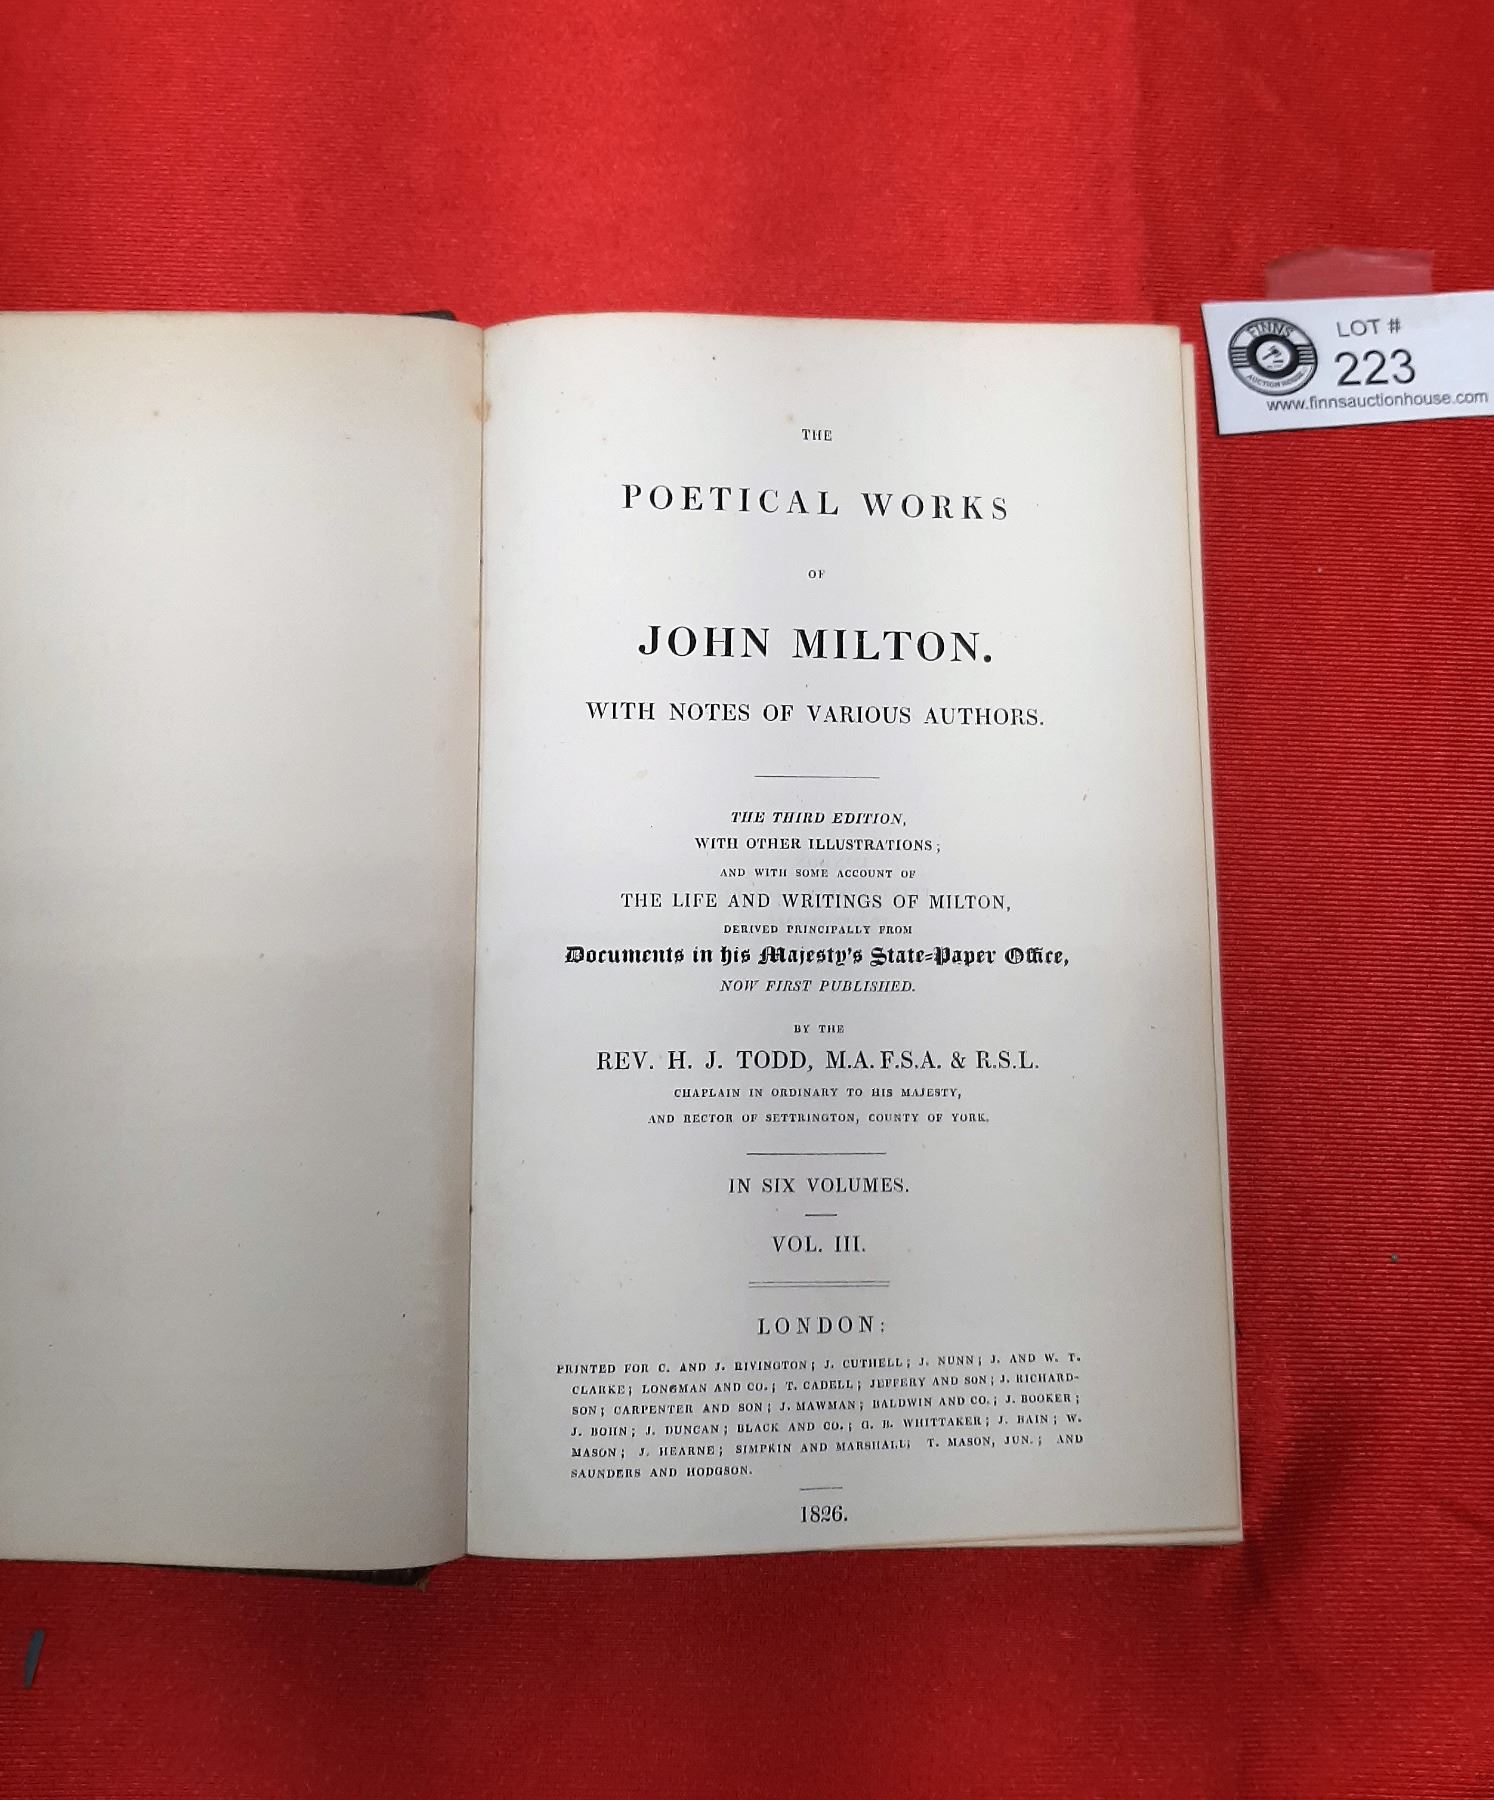 THE
POETICAL WORKS
OF
JOHN MILTON.
WITH NOTES OF VARIOUS AUTHORS.
THE THIRD EDITION,
WITH OTHER ILLUSTRATIONS;
AND WITH SOME ACCOUNT OF
THE LIFE AND WRITINGS OF MILTON,
DERIVED PRINCIPALLY FROM
Documents in his Majesty's State-Paper Office,
NOW FIRST PUBLISHED.
BY THE
REV. H. J. TODD, M.A. F.S.A. & R.S.L.
CHAPLAIN IN ORDINARY TO HIS MAJESTY,
AND RECTOR OF SETTRINGTON, COUNTY OF YORK.
IN SIX VOLUMES.
VOL. III.
LONDON:
PRINTED FOR C. AND J. RIVINGTON; J. CUTHELL; J. NUNN; J. AND W. T.
CLARKE; LONGMAN AND CO.; T. CADELL; JEFFERY AND SON; J. RICHARD-
SON; CARPENTER AND SON; J. MAWMAN; BALDWIN AND CO.; J. BOOKER;
J. BOHN; J. DUNCAN; BLACK AND CO.; G. B. WHITTAKER; J. BAIN; W.
MASON; J. HEARNE; SIMPKIN AND MARSHALL; T. MASON, JUN.; AND
SAUNDERS AND HODGSON.
1826.
FINNS
AUCTION HOUSE
LOT #
223
www.finnsauctionhouse.com